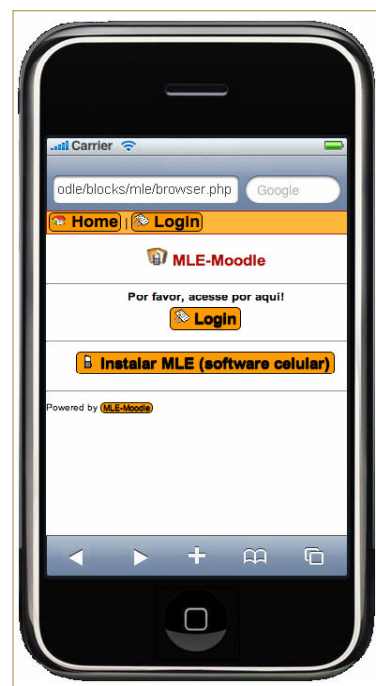 Carrier
odle/blocks/mle/browser.php Google
Home | Login
MLE-Moodle
Por favor, acesse por aqui!
Login
Instalar MLE (software celular)
Powered by MLE-Moodle